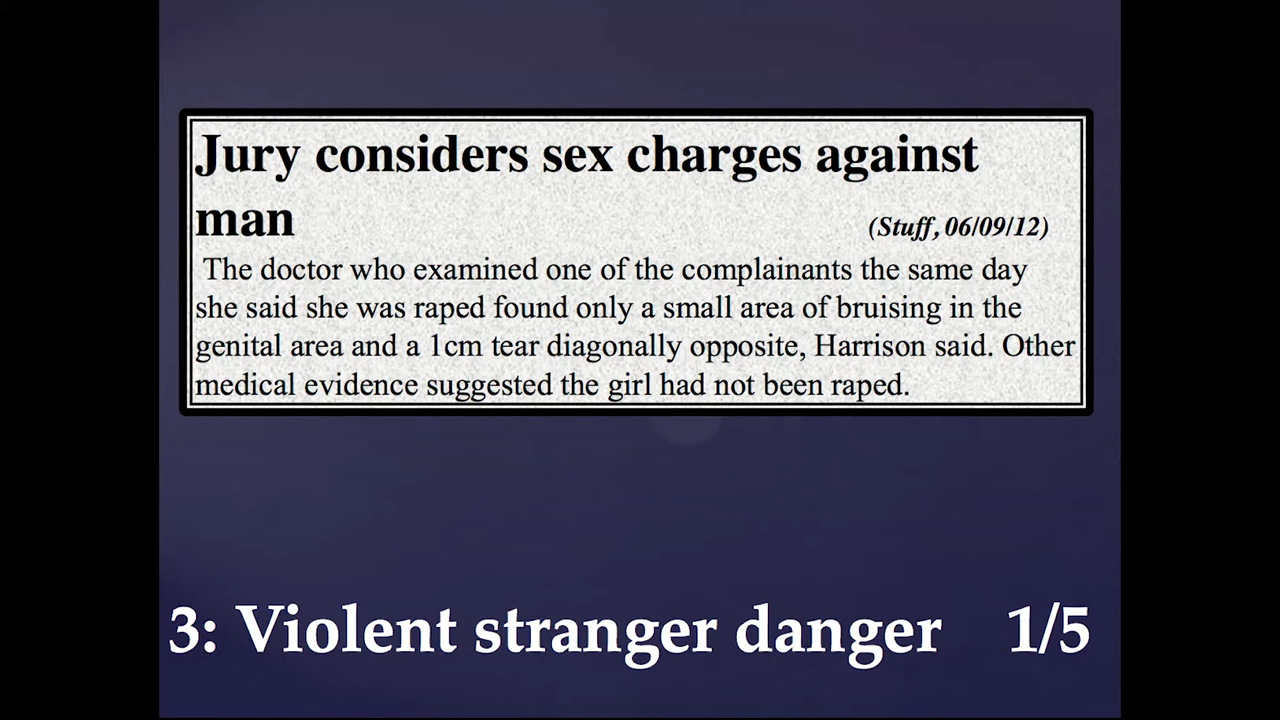 Jury considers sex charges against
man (Stuff, 06/09/12)
The doctor who examined one of the complainants the same day
she said she was raped found only a small area of bruising in the
genital area and a 1cm tear diagonally opposite, Harrison said. Other
medical evidence suggested the girl had not been raped.
3: Violent stranger danger 1/5